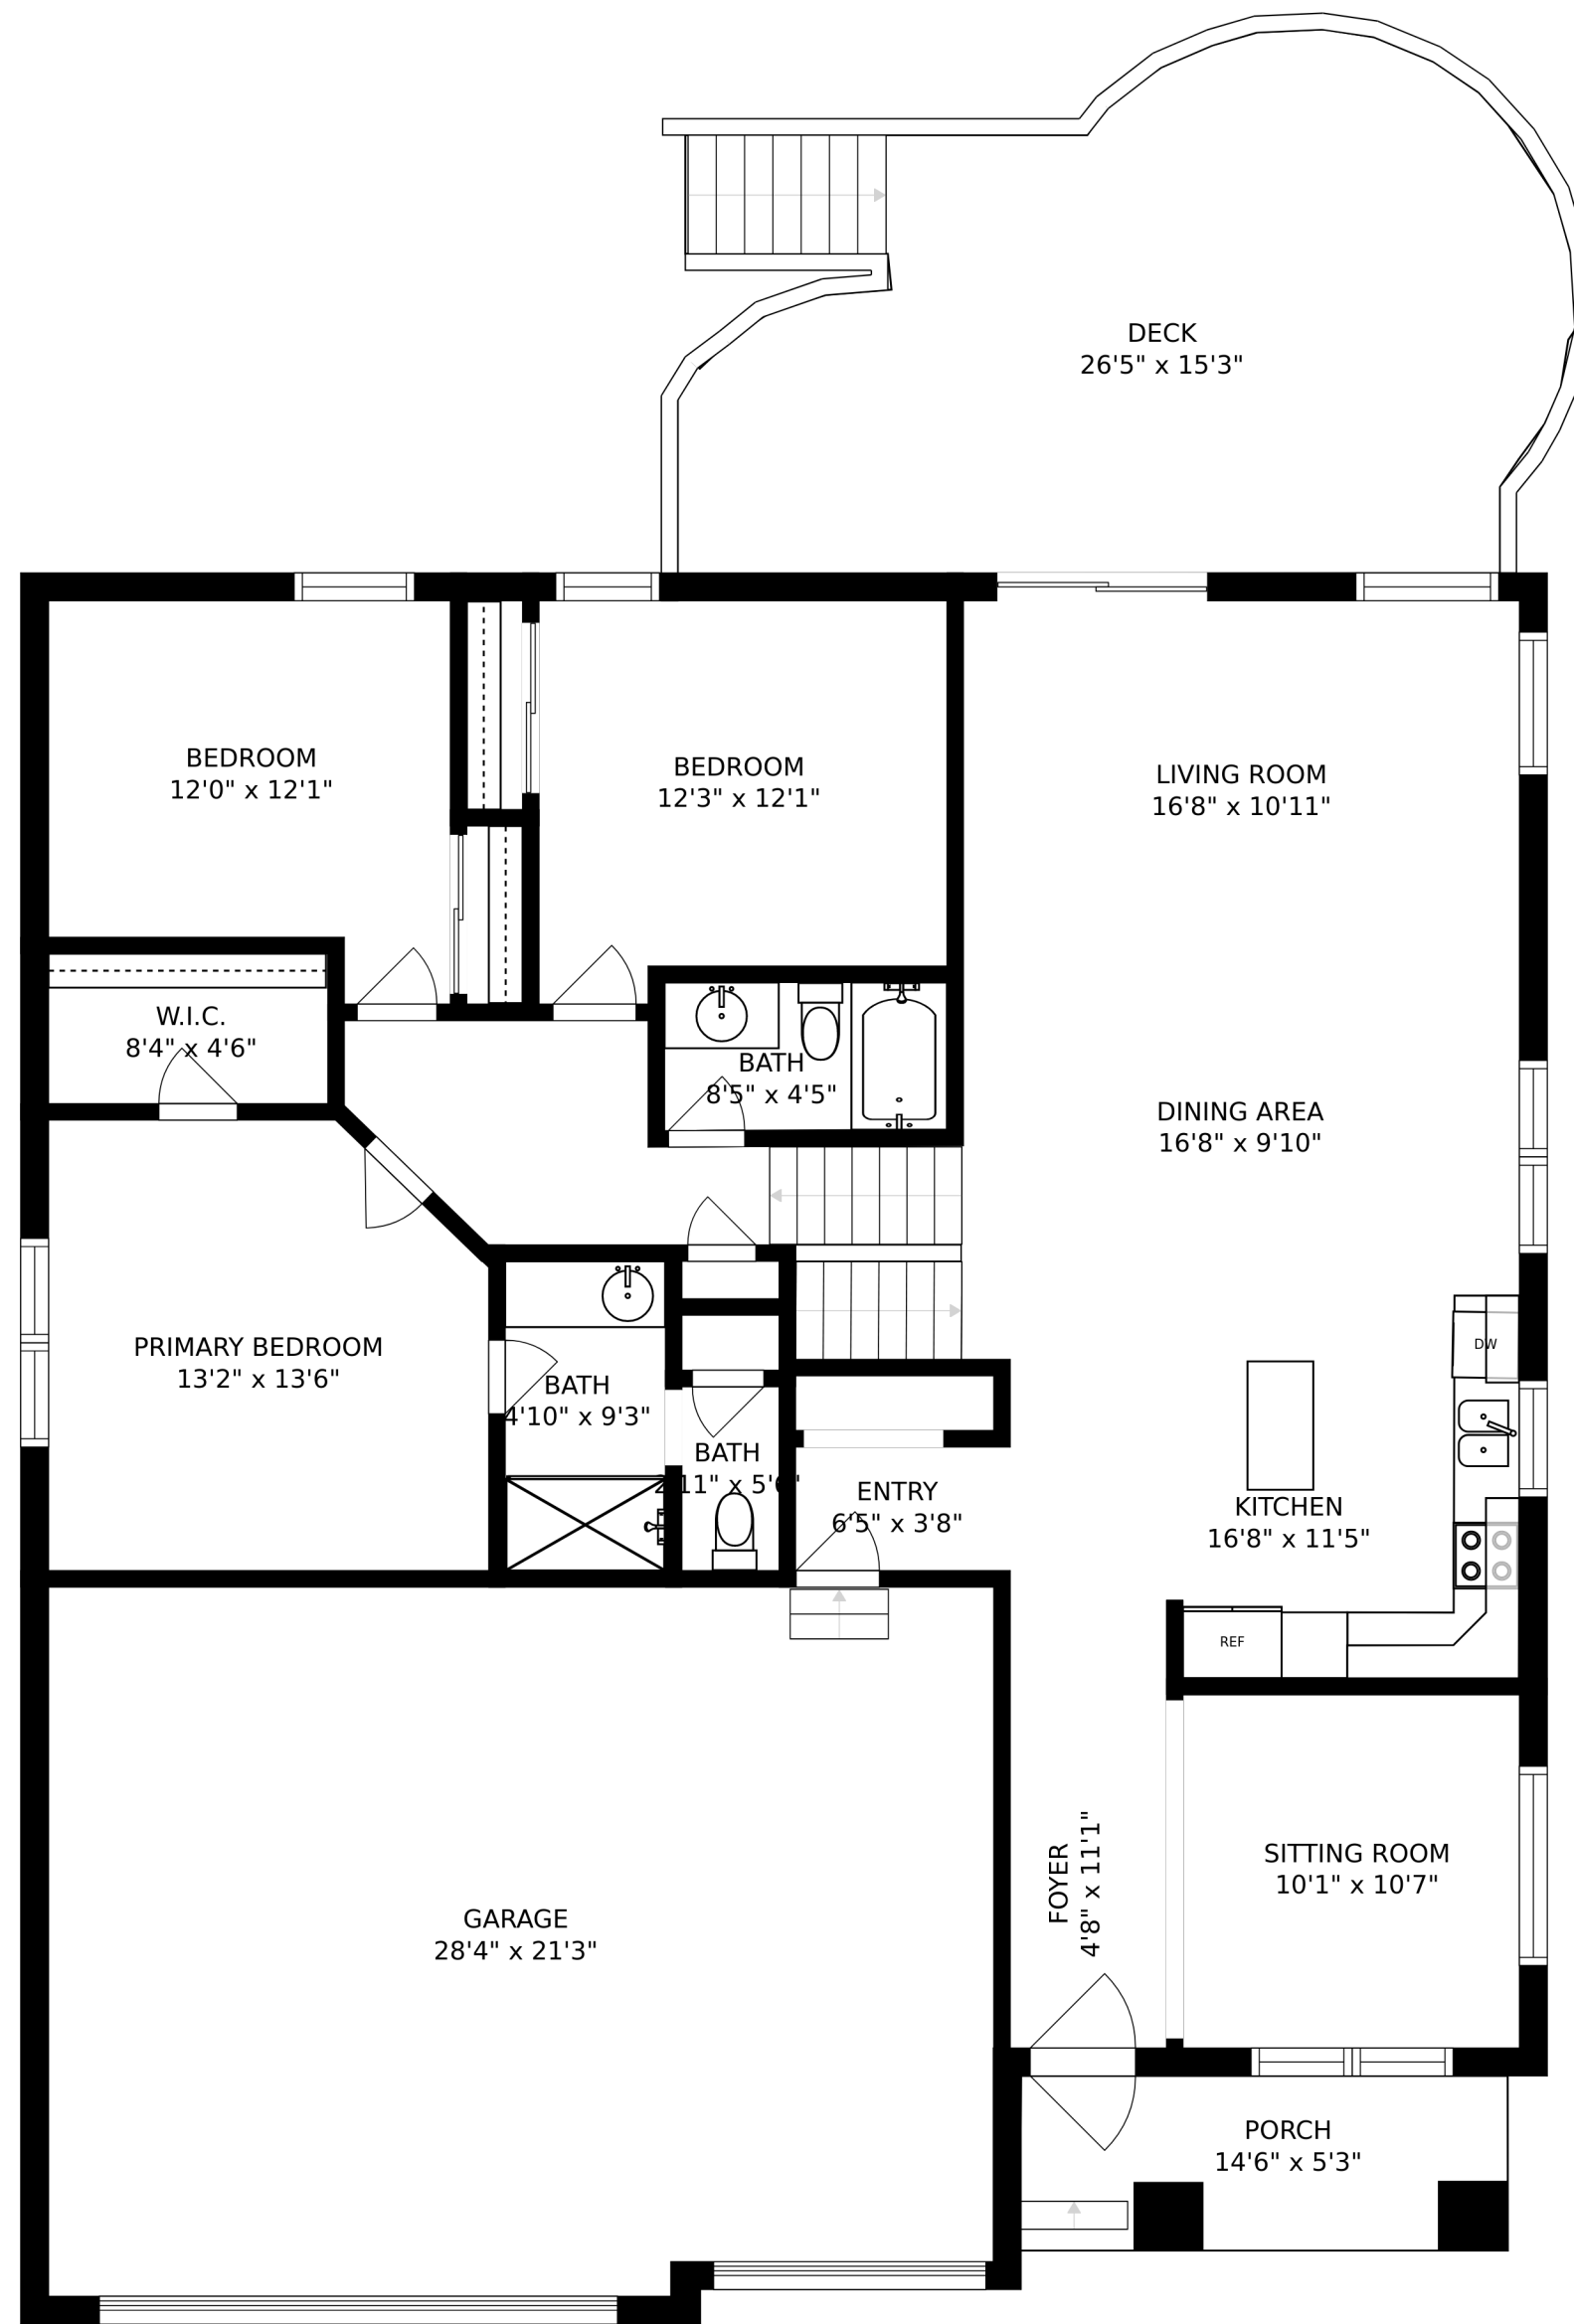 DECK
26'5" x 15'3"
BEDROOM
12'0" x 12'1"
BEDROOM
12'3" x 12'1"
LIVING ROOM
16'8" x 10'11"
W.I.C.
8'4" x 4'6"
BATH
8'5" x 4'5"
DINING AREA
16'8" x 9'10"
PRIMARY BEDROOM
13'2" x 13'6"
BATH
4'10" x 9'3"
BATH
11" x 5'6"
ENTRY
6'5" x 3'8"
DW
KITCHEN
16'8" x 11'5"
REF
FOYER
4'8" x 11'1"
SITTING ROOM
10'1" x 10'7"
GARAGE
28'4" x 21'3"
PORCH
14'6" x 5'3"